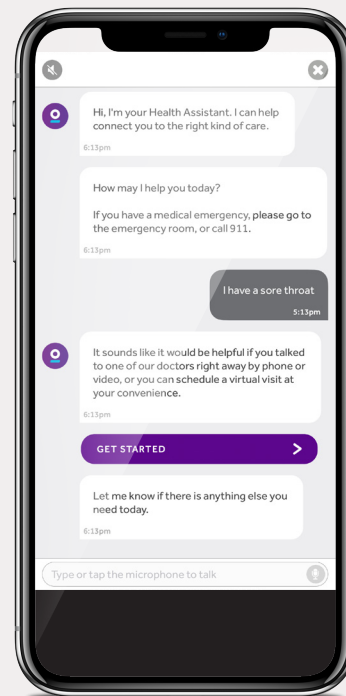 Hi, I'm your Health Assistant. I can help
connect you to the right kind of care.
6:13pm
How may I help you today?
If you have a medical emergency, please go to
the emergency room, or call 911.
6:13pm
I have a sore throat
5:13pm
It sounds like it would be helpful if you talked
to one of our doctors right away by phone or
video, or you can schedule a virtual visit at
your convenience.
6:13pm
GET STARTED
Let me know if there is anything else you
need today.
6:13pm
Type or tap the microphone to talk